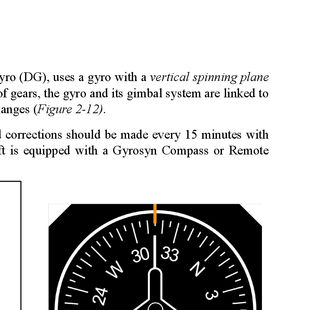 yro (DG), uses a gyro with a vertical spinning plane
of gears, the gyro and its gimbal system are linked to
anges (Figure 2-12).
corrections should be made every 15 minutes with
ft is equipped with a Gyrosyn Compass or Remote
30 33
W N
24 3